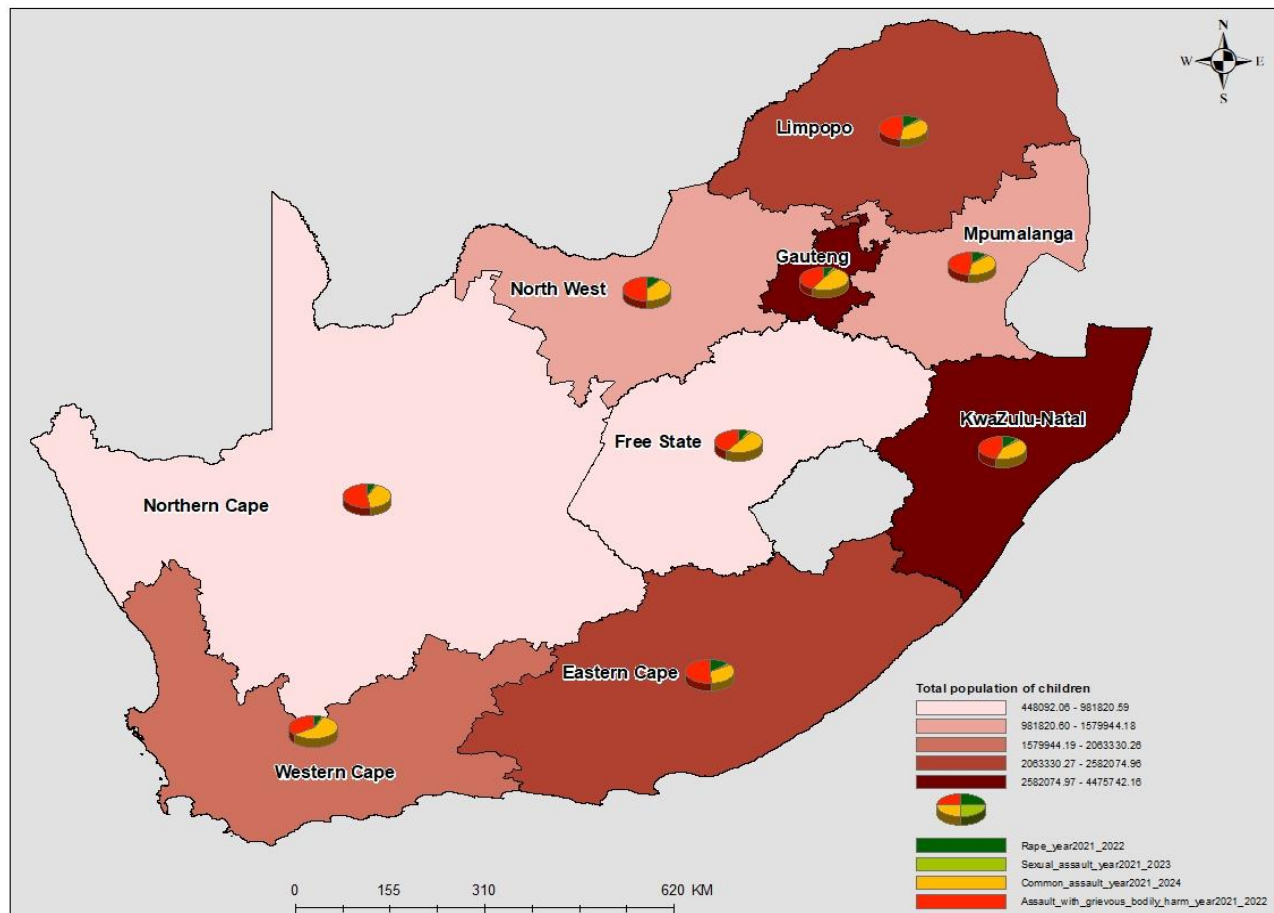 N
W E
S
Limpopo
Mpumalanga
Gauteng
North West
KwaZulu-Natal
Free State
Northern Cape
Eastern Cape
Western Cape
Total population of children
448092.06 - 981820.59
981820.60 - 1579944.18
1579944.19 - 2063330.26
2063330.27 - 2582074.96
2582074.97 - 4475742.16
Rape_year2021_2022
Sexual_assault_year2021_2023
Common_assault_year2021_2024
Assault_with_grievous_bodily_harm_year2021_2022
0 155 310 620 KM